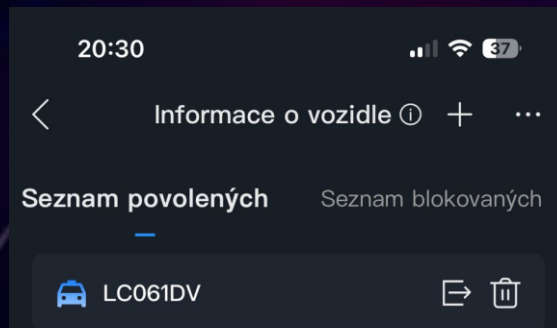 20:30 37
Informace o vozidle
Seznam povolených Seznam blokovaných
LC061DV